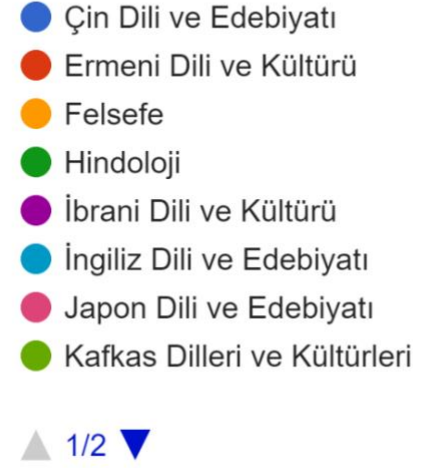 Çin Dili ve Edebiyatı
Ermeni Dili ve Kültürü
Felsefe
Hindoloji
İbrani Dili ve Kültürü
İngiliz Dili ve Edebiyatı
Japon Dili ve Edebiyatı
Kafkas Dilleri ve Kültürleri
1/2